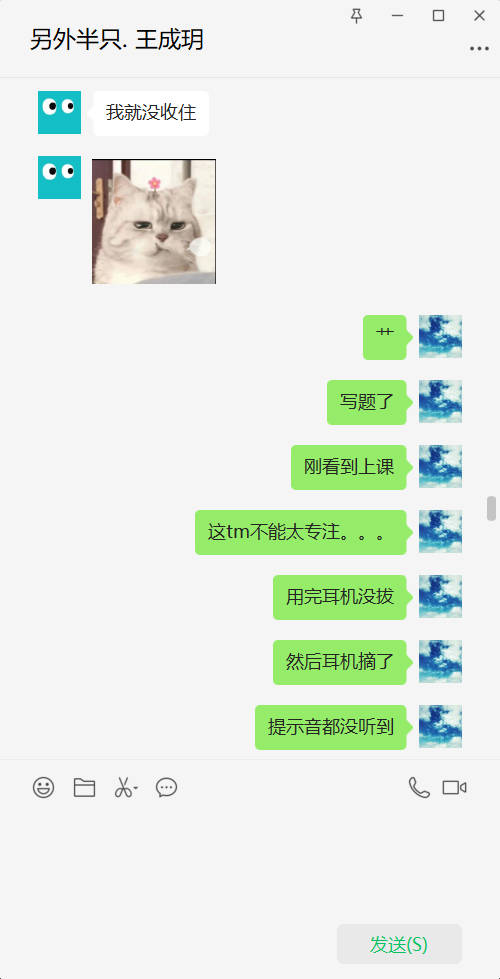 另外半只. 王成玥
我就没收住
艹
写题了
刚看到上课
这tm不能太专注。。。
用完耳机没拔
然后耳机摘了
提示音都没听到
发送(S)